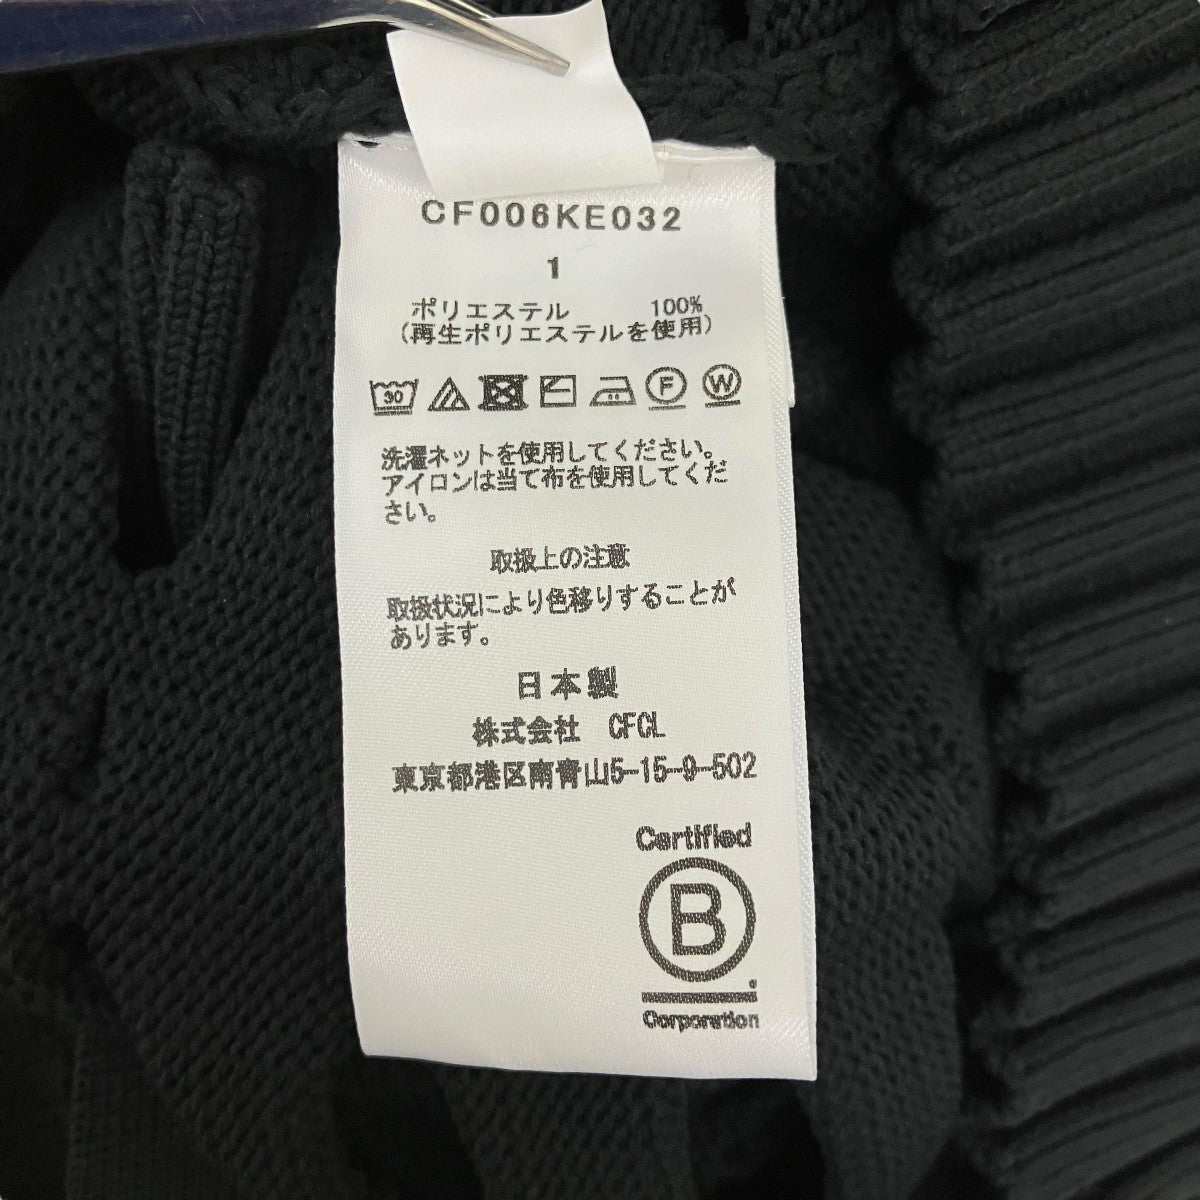 CF006KE032
1
ポリエステル 100%
(再生ポリエステルを使用)
30 F W
洗濯ネットを使用してください。
アイロンは当て布を使用してくだ
さい。
取扱上の注意
取扱状況により色移りすることが
あります。
日本製
株式会社 CFCL
東京都港区南青山5-15-9-502
Certified
B
Corporation